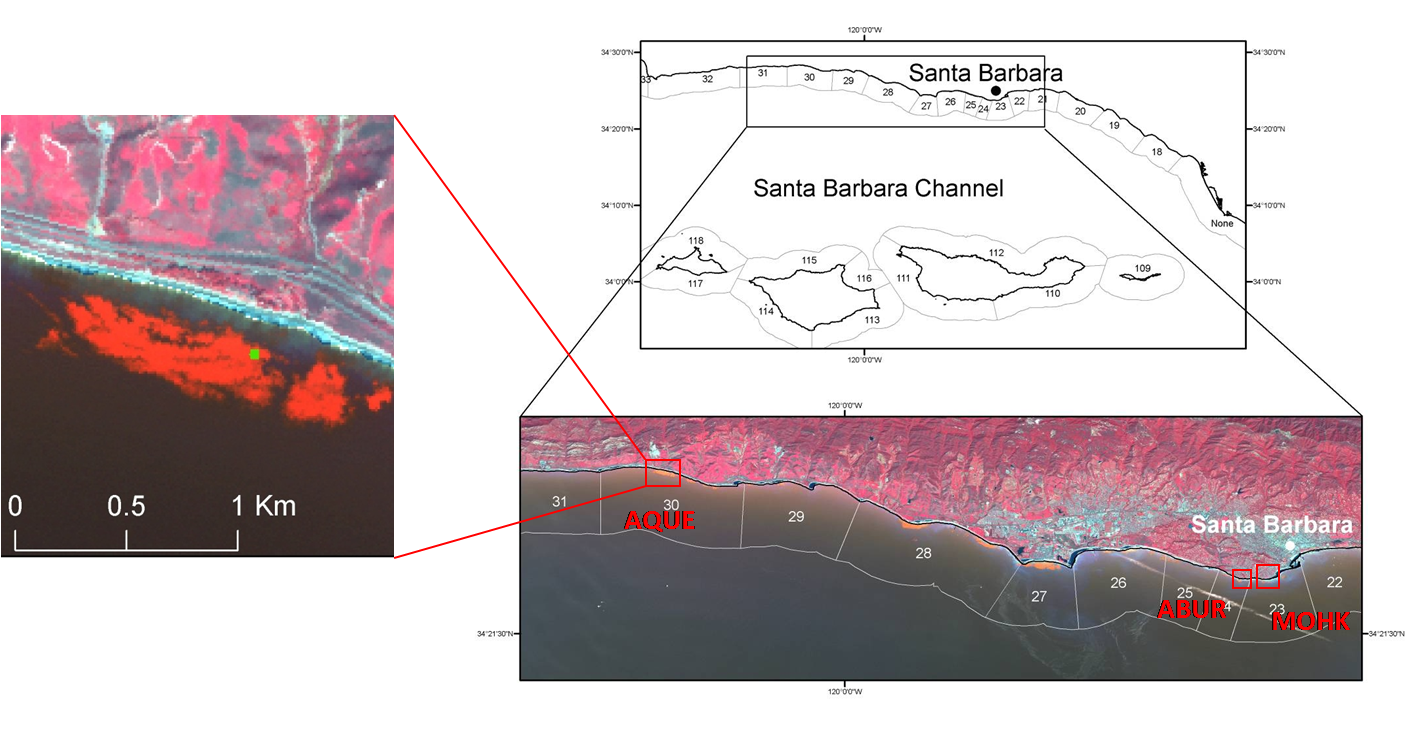 120°0'0"W
34°30'0"N
34°30'0"N
Santa Barbara
33
32
31
30
29
28
27
26
25
24
23
22
21
20
19
18
34°20'0"N
34°20'0"N
Santa Barbara Channel
34°10'0"N
34°10'0"N
None
118
117
115
116
114
113
112
111
110
109
34°0'0"N
34°0'0"N
120°0'0"W
0 0.5 1 Km
120°0'0"W
31
30
29
28
27
26
25
4
23
22
AQUE
Santa Barbara
ABUR
MOHK
34°21'30"N
34°21'30"N
120°0'0"W